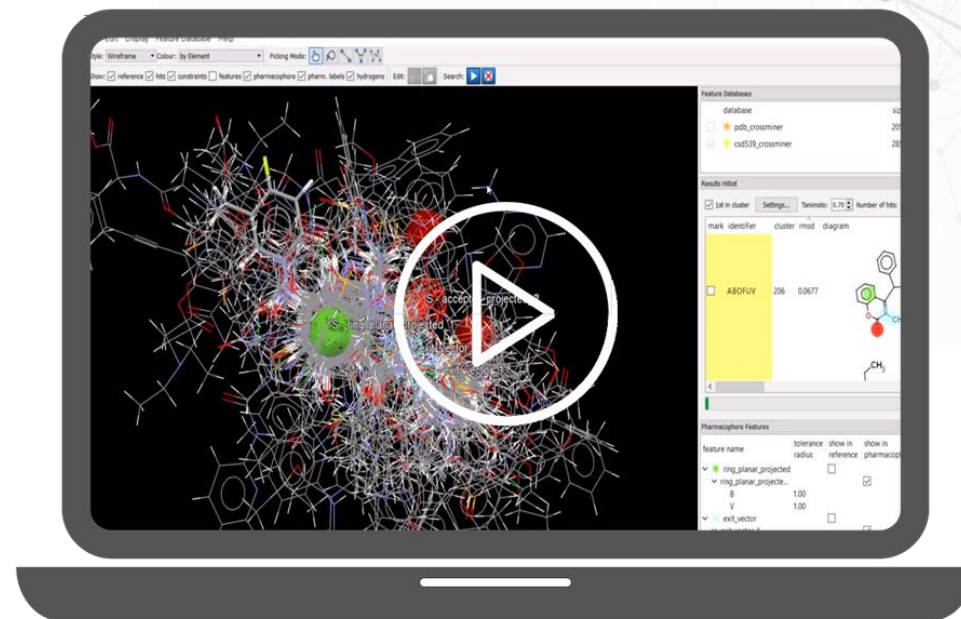 Edit Display Feature Database Help
Style: Wireframe Colour: by Element Picking Mode:
Show: reference hits constraints features pharmacophore pharm. labels hydrogens Edit: Search:
Feature Databases
database
pdb_crossminer
csd539_crossminer
Results Hitlist
1st in cluster Settings... Tanimoto: 0.70 Number of hits:
mark identifier cluster rmsd diagram
ABOFUV 206 0.0677
O
O
CH₃
S - ring_planar_projected 1
Pharmacophore Features
feature name tolerance radius show in reference show in
ring_planar_projected
ring_planar_projecte...
B 1.00
V 1.00
exit_vector